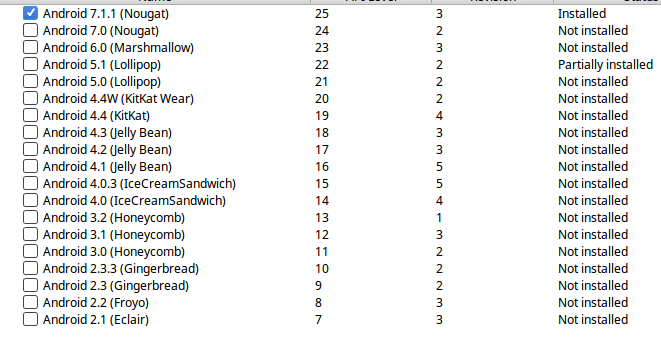 Android 7.1.1 (Nougat) 25 3 Installed
Android 7.0 (Nougat) 24 2 Not installed
Android 6.0 (Marshmallow) 23 3 Not installed
Android 5.1 (Lollipop) 22 2 Partially installed
Android 5.0 (Lollipop) 21 2 Not installed
Android 4.4W (KitKat Wear) 20 2 Not installed
Android 4.4 (KitKat) 19 4 Not installed
Android 4.3 (Jelly Bean) 18 3 Not installed
Android 4.2 (Jelly Bean) 17 3 Not installed
Android 4.1 (Jelly Bean) 16 5 Not installed
Android 4.0.3 (IceCreamSandwich) 15 5 Not installed
Android 4.0 (IceCreamSandwich) 14 4 Not installed
Android 3.2 (Honeycomb) 13 1 Not installed
Android 3.1 (Honeycomb) 12 3 Not installed
Android 3.0 (Honeycomb) 11 2 Not installed
Android 2.3.3 (Gingerbread) 10 2 Not installed
Android 2.3 (Gingerbread) 9 2 Not installed
Android 2.2 (Froyo) 8 3 Not installed
Android 2.1 (Eclair) 7 3 Not installed